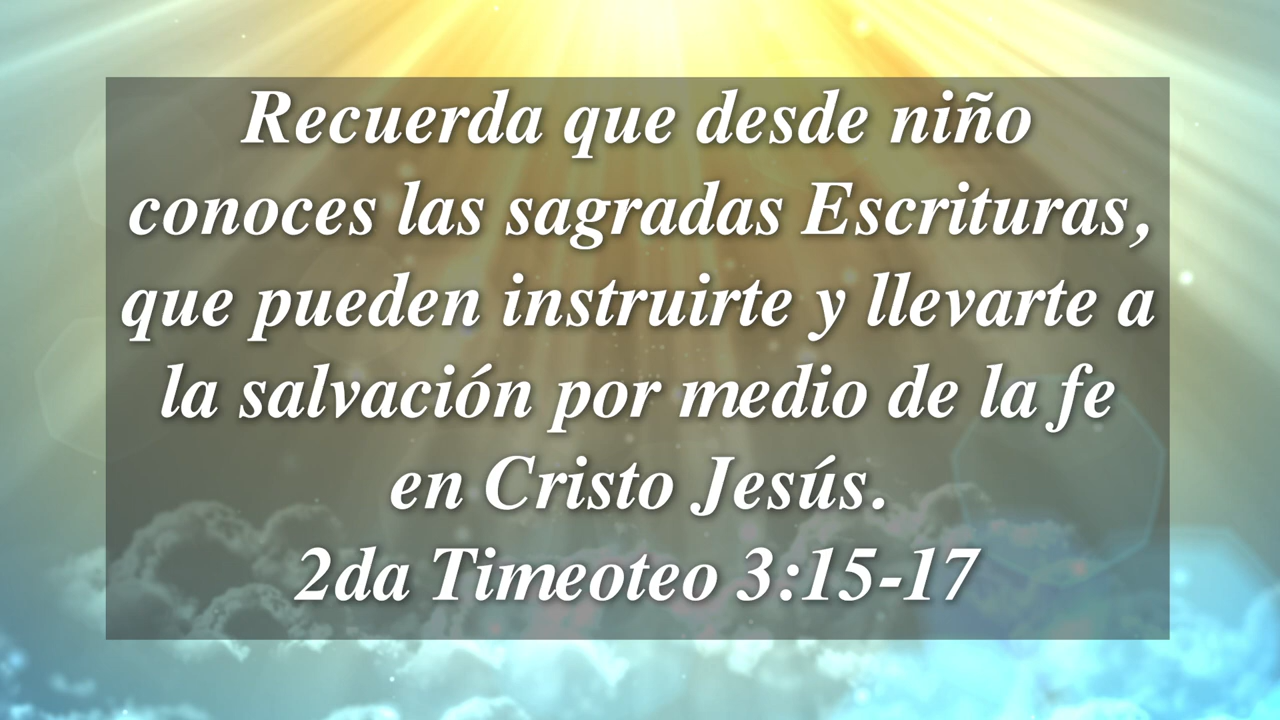 Recuerda que desde niño
conoces las sagradas Escrituras,
que pueden instruirte y llevarte a
la salvación por medio de la fe
en Cristo Jesús.
2da Timeoteo 3:15-17